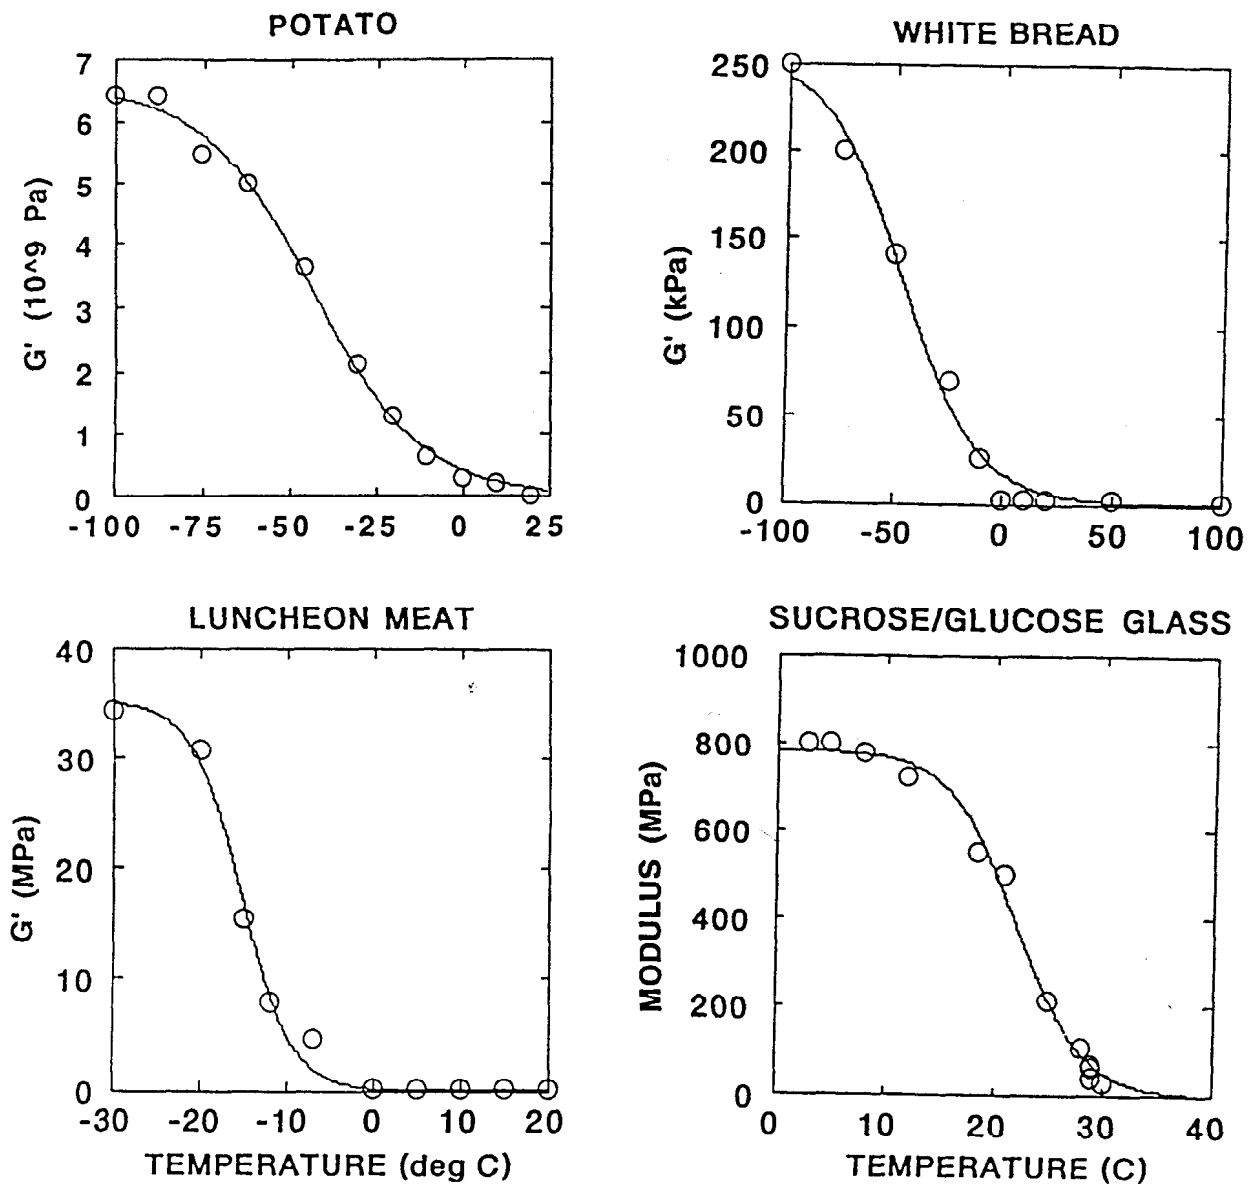 POTATO
7
6
5
4
3
2
1
0
G' (10^9 Pa)
-100 -75 -50 -25 0 25
WHITE BREAD
250
200
150
100
50
0
G' (kPa)
-100 -50 0 50 100
LUNCHEON MEAT
40
30
20
10
0
G' (MPa)
-30 -20 -10 0 10 20
TEMPERATURE (deg C)
SUCROSE/GLUCOSE GLASS
1000
800
600
400
200
0
MODULUS (MPa)
0 10 20 30 40
TEMPERATURE (C)